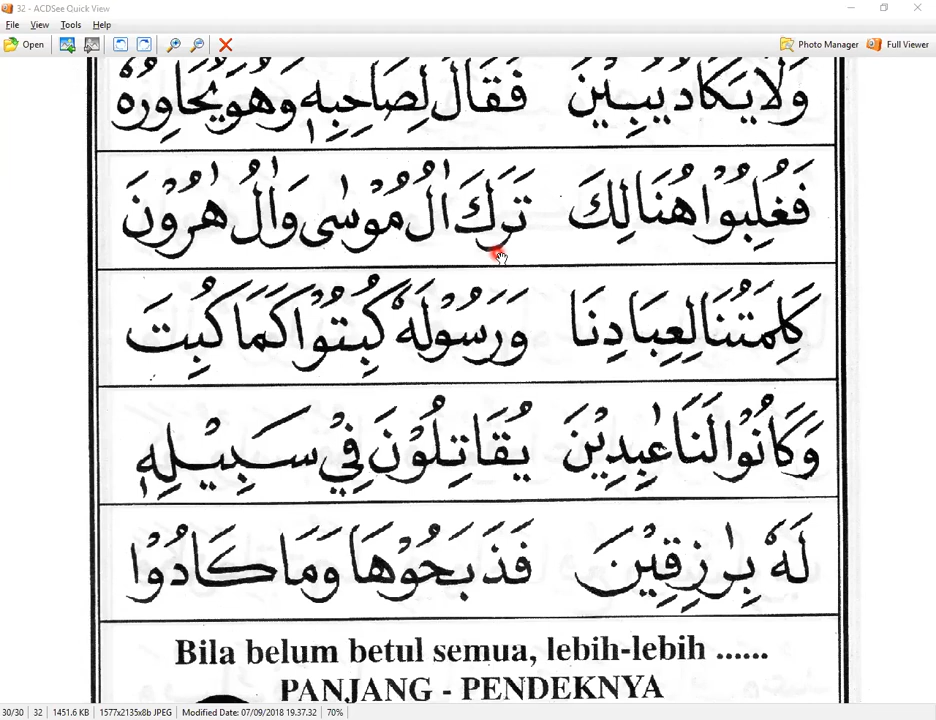 32 - ACDSee Quick View
File View Tools Help
Open Photo Manager Full Viewer
وَلَا يَكَادُ يُبِيْنُ فَقَالَ لِصَاحِبِهٖ وَهُوَ يُحَاوِرُهٗ
فَغُلِبُوْا هُنَالِكَ تَرَكَ اٰلُ مُوْسٰى وَاٰلُ هٰرُوْنَ
كَلِمَتُنَا لِعِبَادِنَا وَرَسُوْلَهٗ كُبِتُوْا كَمَا كُبِتَ
وَكَانُوْا لَنَا عٰبِدِيْنَ يُقَاتِلُوْنَ فِيْ سَبِيْلِهٖ
لَهٗ بِرٰزِقِيْنَ فَذَبَحُوْهَا وَمَا كَادُوْا
Bila belum betul semua, lebih-lebih ......
PANJANG - PENDEKNYA
30/30 32 1451.6 KB 1577x2135x8b JPEG Modified Date: 07/09/2018 19.37.32 70%